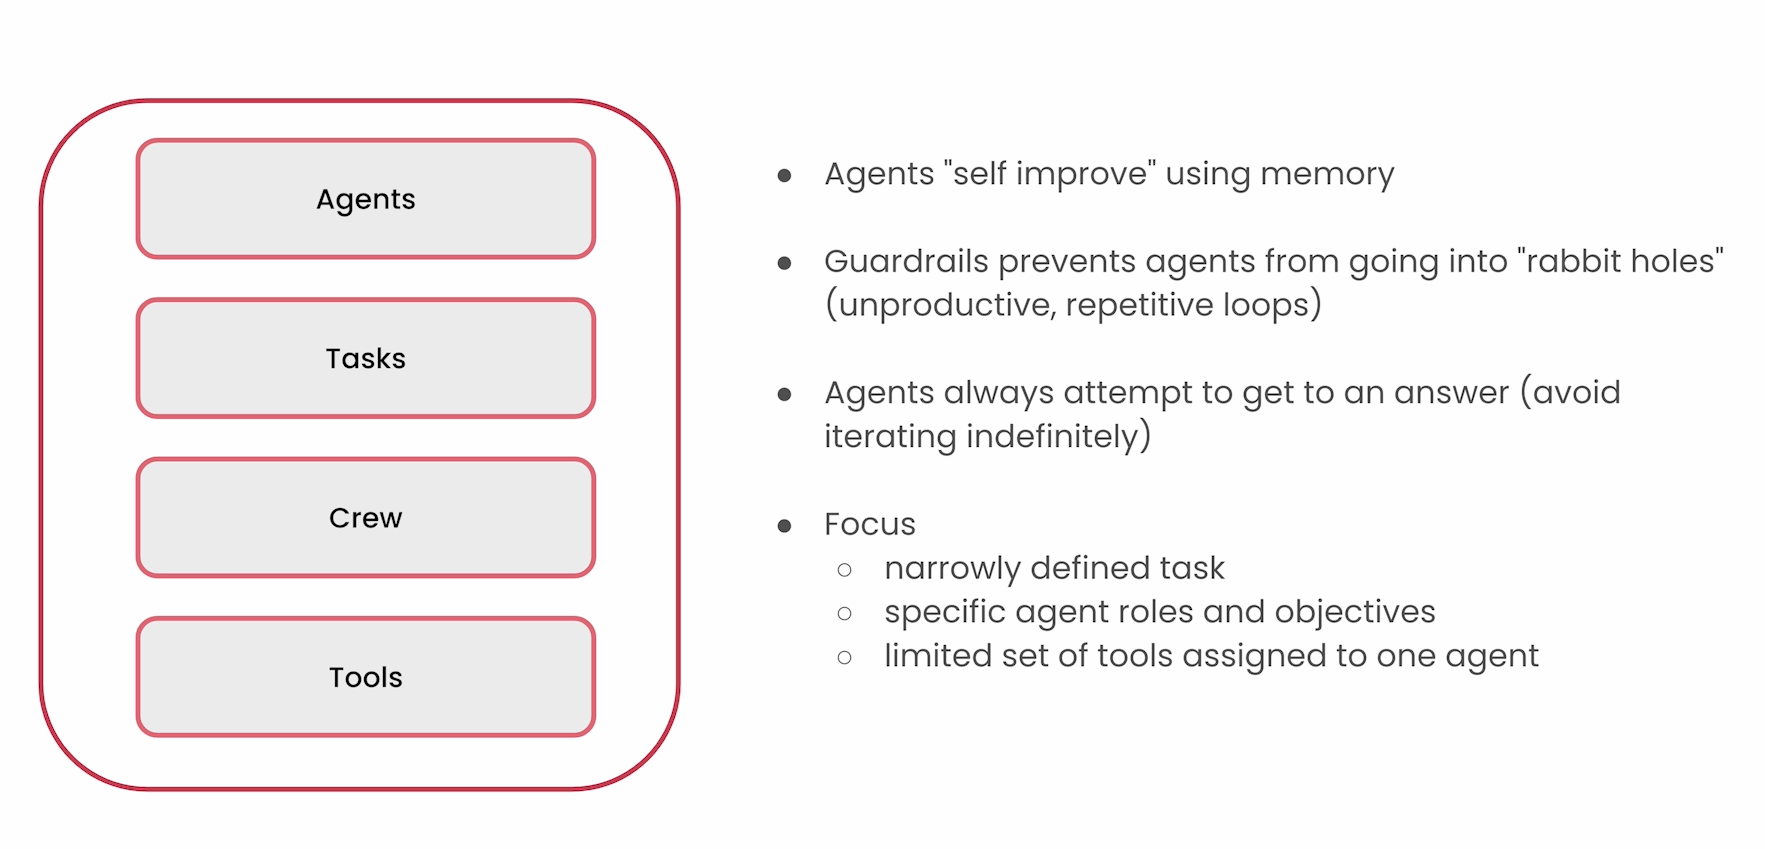 Agents
Tasks
Crew
Tools
● Agents "self improve" using memory
● Guardrails prevents agents from going into "rabbit holes"
(unproductive, repetitive loops)
● Agents always attempt to get to an answer (avoid
iterating indefinitely)
● Focus
○ narrowly defined task
○ specific agent roles and objectives
○ limited set of tools assigned to one agent